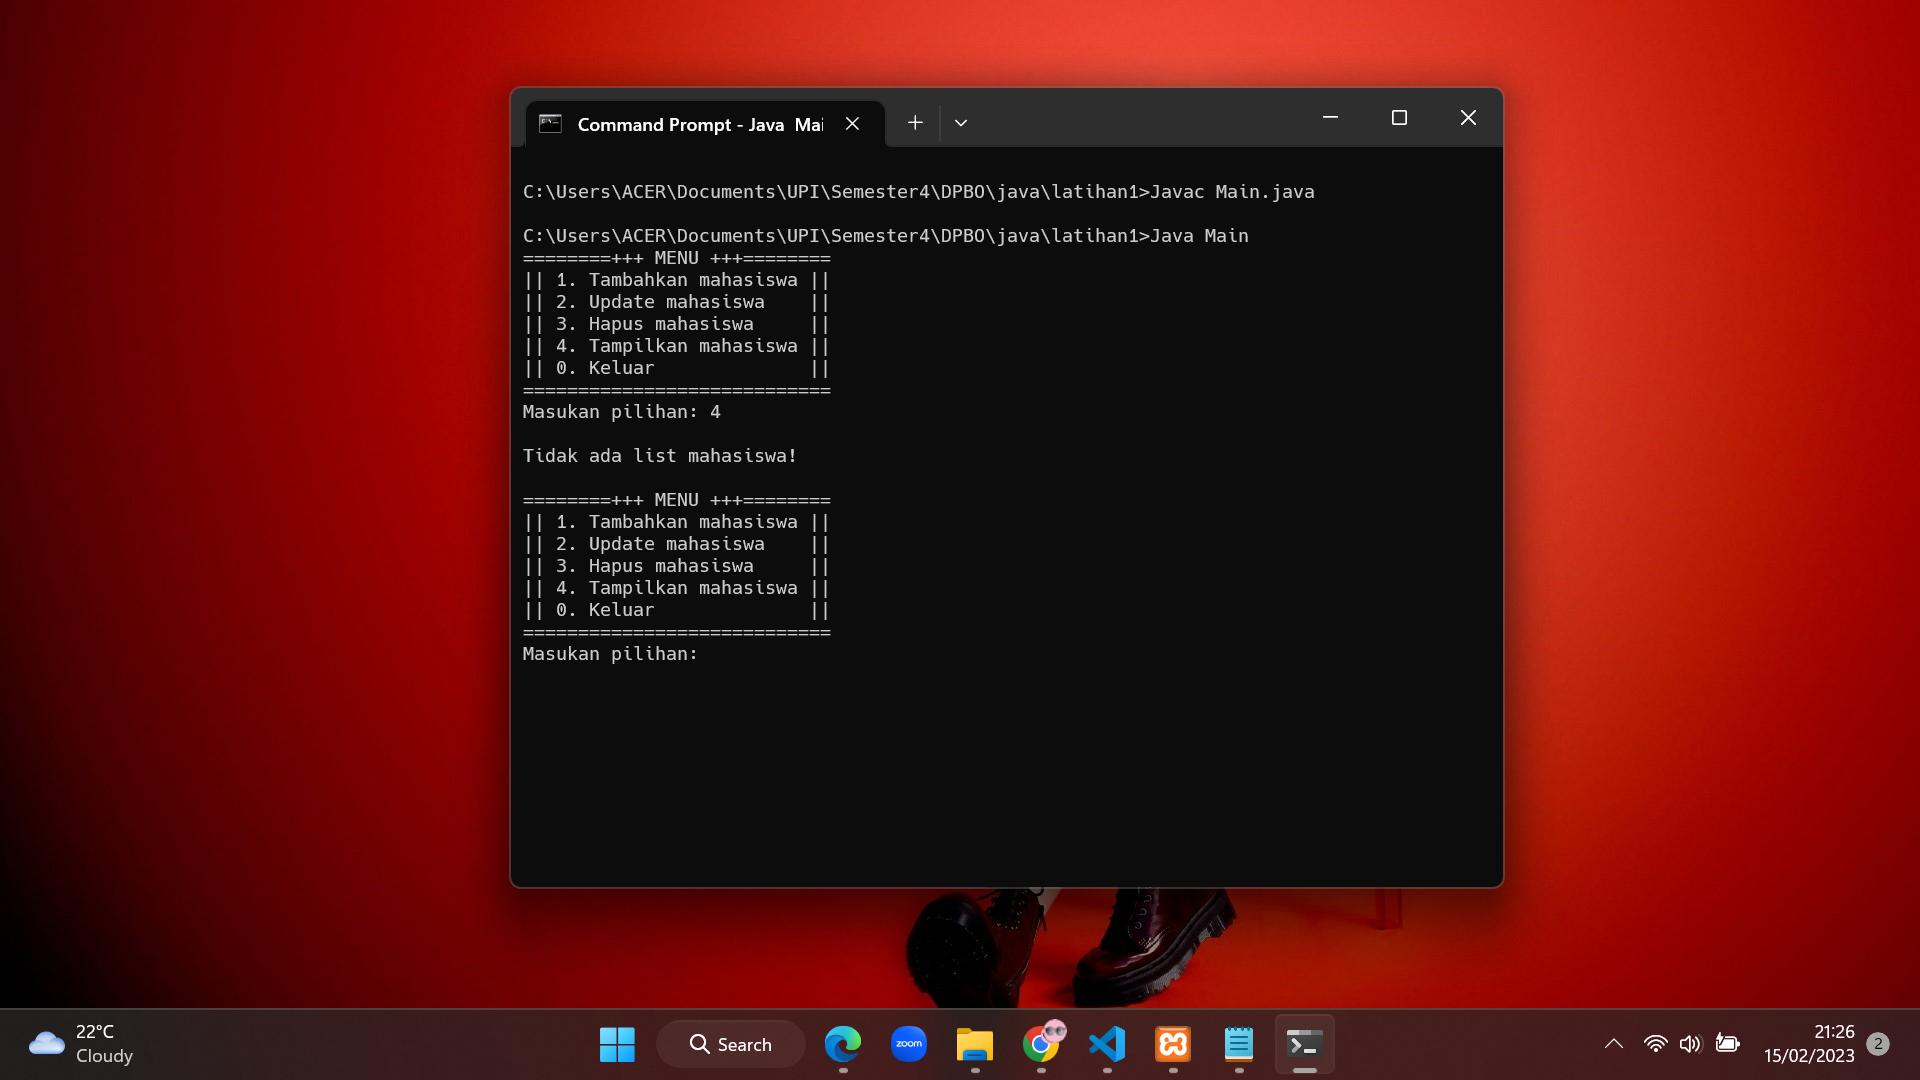 Command Prompt - Java  Mai
C:\Users\ACER\Documents\UPI\Semester4\DPBO\java\latihan1>Javac Main.java
C:\Users\ACER\Documents\UPI\Semester4\DPBO\java\latihan1>Java Main
========+++ MENU +++========
|| 1. Tambahkan mahasiswa ||
|| 2. Update mahasiswa    ||
|| 3. Hapus mahasiswa     ||
|| 4. Tampilkan mahasiswa ||
|| 0. Keluar              ||
============================
Masukan pilihan: 4
Tidak ada list mahasiswa!
========+++ MENU +++========
|| 1. Tambahkan mahasiswa ||
|| 2. Update mahasiswa    ||
|| 3. Hapus mahasiswa     ||
|| 4. Tampilkan mahasiswa ||
|| 0. Keluar              ||
============================
Masukan pilihan:
22°C
Cloudy
Search
zoom
21:26
15/02/2023
2